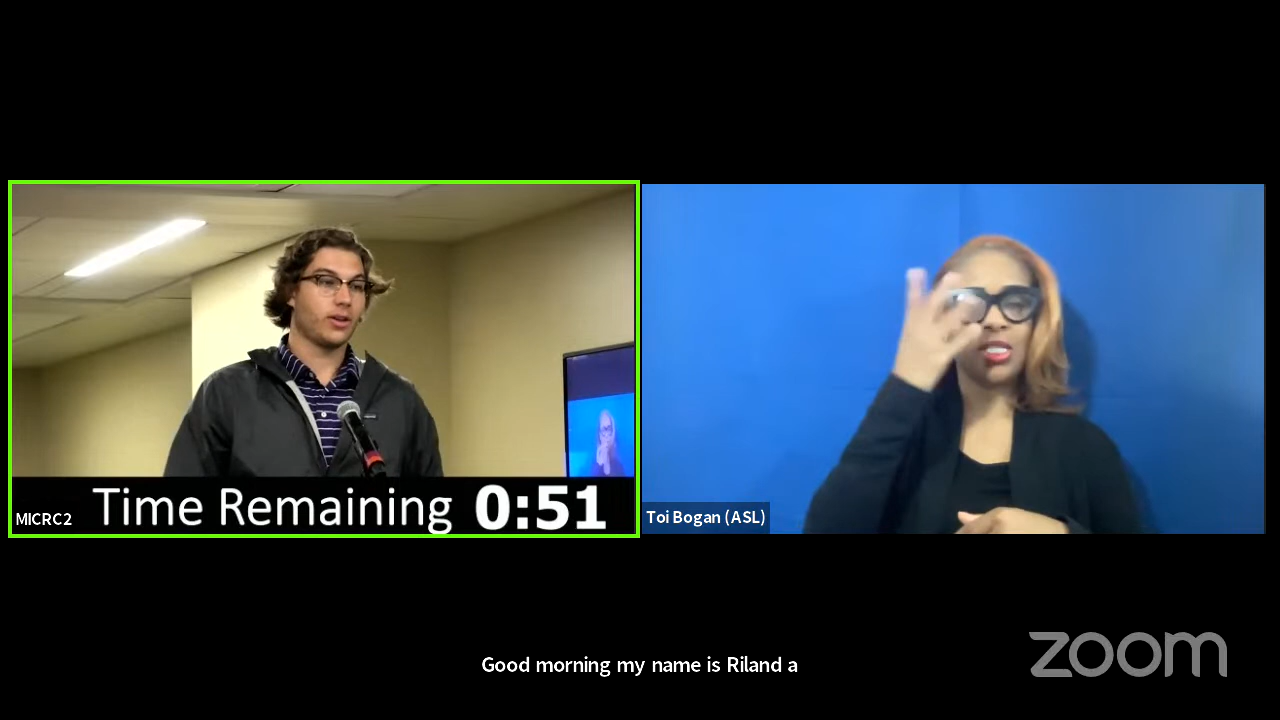 MICRC2
Time Remaining 0:51
Toi Bogan (ASL)
Good morning my name is Riland a
zoom